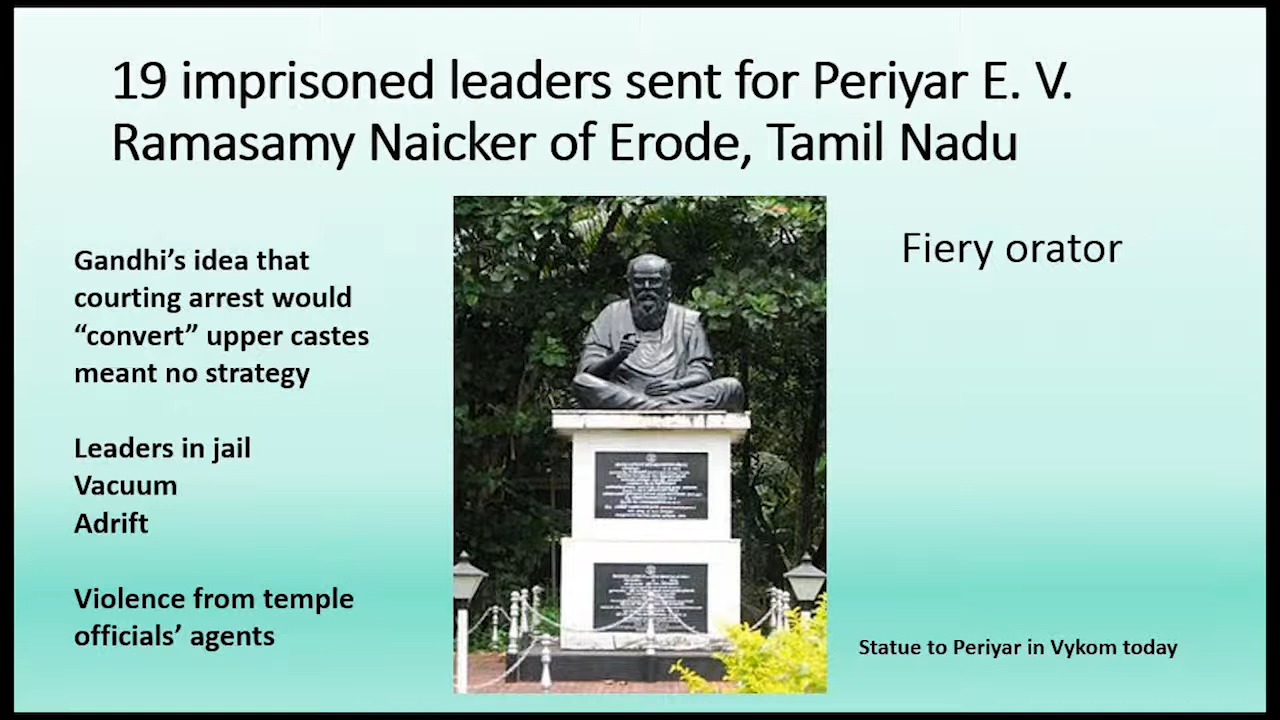 19 imprisoned leaders sent for Periyar E. V.
Ramasamy Naicker of Erode, Tamil Nadu
Gandhi’s idea that
courting arrest would
“convert” upper castes
meant no strategy
Leaders in jail
Vacuum
Adrift
Violence from temple
officials’ agents
Fiery orator
Statue to Periyar in Vykom today